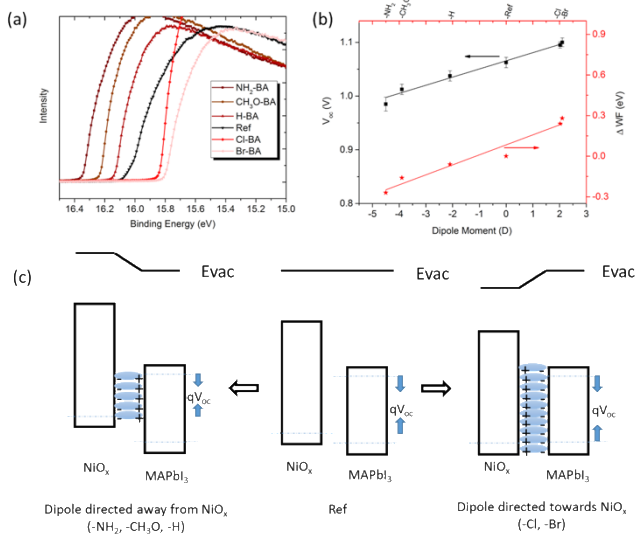 (a)
Intensity
NH₂-BA
CH₃O-BA
H-BA
Ref
Cl-BA
Br-BA
16.4 16.2 16.0 15.8 15.6 15.4 15.2 15.0
Binding Energy (eV)
(b)
-NH₂ -CH₃O -H -Ref -Cl -Br
1.1 1.0 0.9 0.8
Voc (V)
0.9 0.6 0.3 0.0 -0.3
Δ WF (eV)
-5 -4 -3 -2 -1 0 1 2 3
Dipole Moment (D)
(c)
Evac Evac Evac
qVoc qVoc qVoc
NiOx MAPbI₃ NiOx MAPbI₃ NiOx MAPbI₃
Dipole directed away from NiOx
(-NH₂, -CH₃O, -H)
Ref
Dipole directed towards NiOx
(-Cl, -Br)